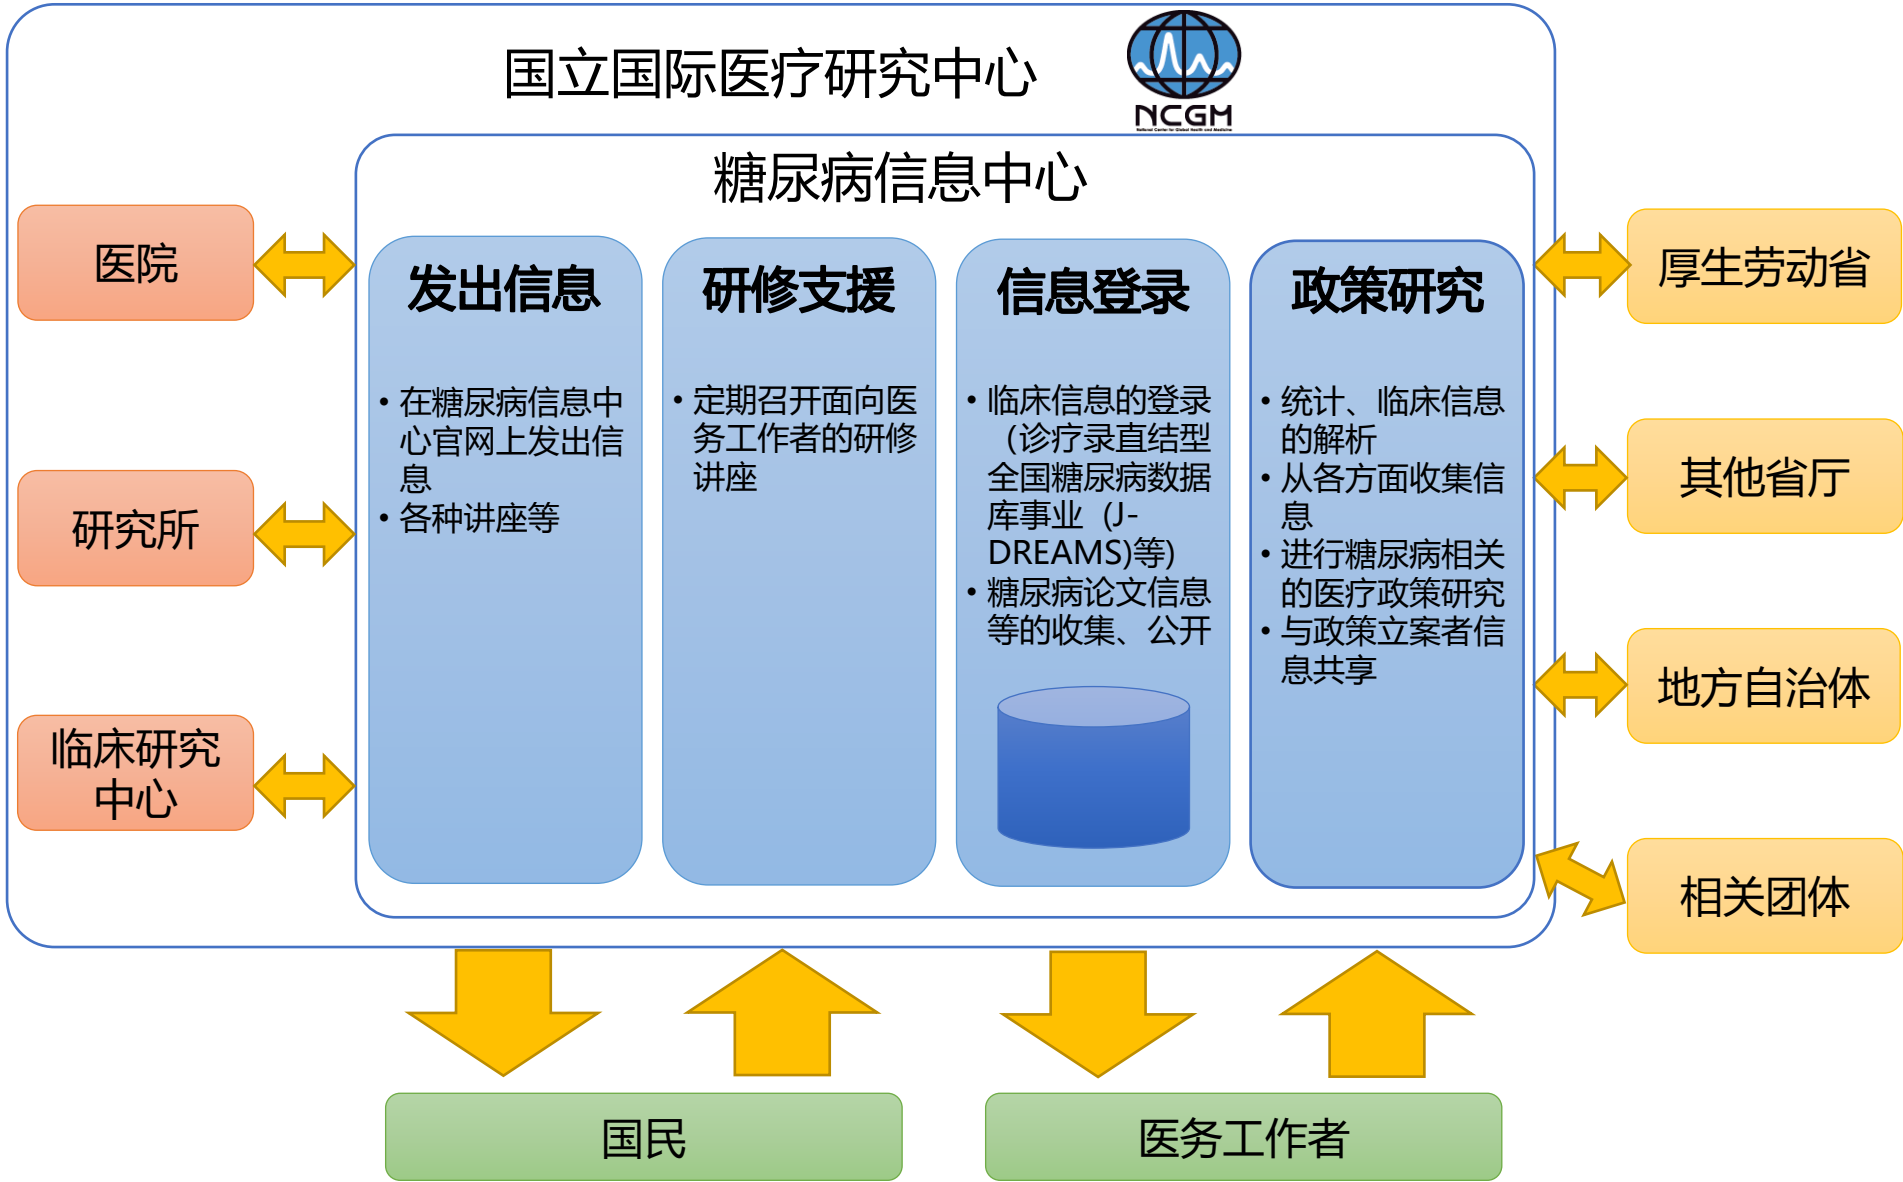 国立国际医疗研究中心
NCGM
National Center for Global Health and Medicine
糖尿病信息中心
医院
研究所
临床研究
中心
发出信息
• 在糖尿病信息中
心官网上发出信
息
• 各种讲座等
研修支援
• 定期召开面向医
务工作者的研修
讲座
信息登录
• 临床信息的登录
（诊疗录直结型
全国糖尿病数据
库事业（J-
DREAMS)等)
• 糖尿病论文信息
等的收集、公开
政策研究
• 统计、临床信息
的解析
• 从各方面收集信
息
• 进行糖尿病相关
的医疗政策研究
• 与政策立案者信
息共享
厚生劳动省
其他省厅
地方自治体
相关团体
国民
医务工作者